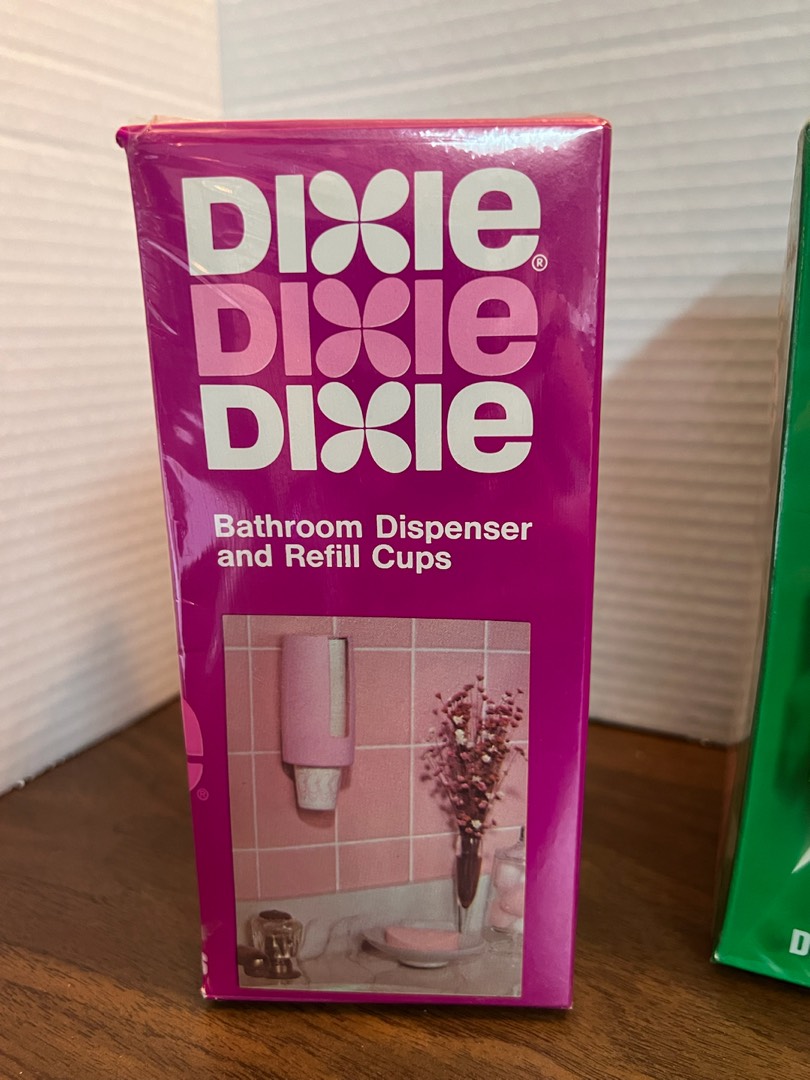 DIXIE®
DIXIE
DIXIE
Bathroom Dispenser
and Refill Cups
e®
D